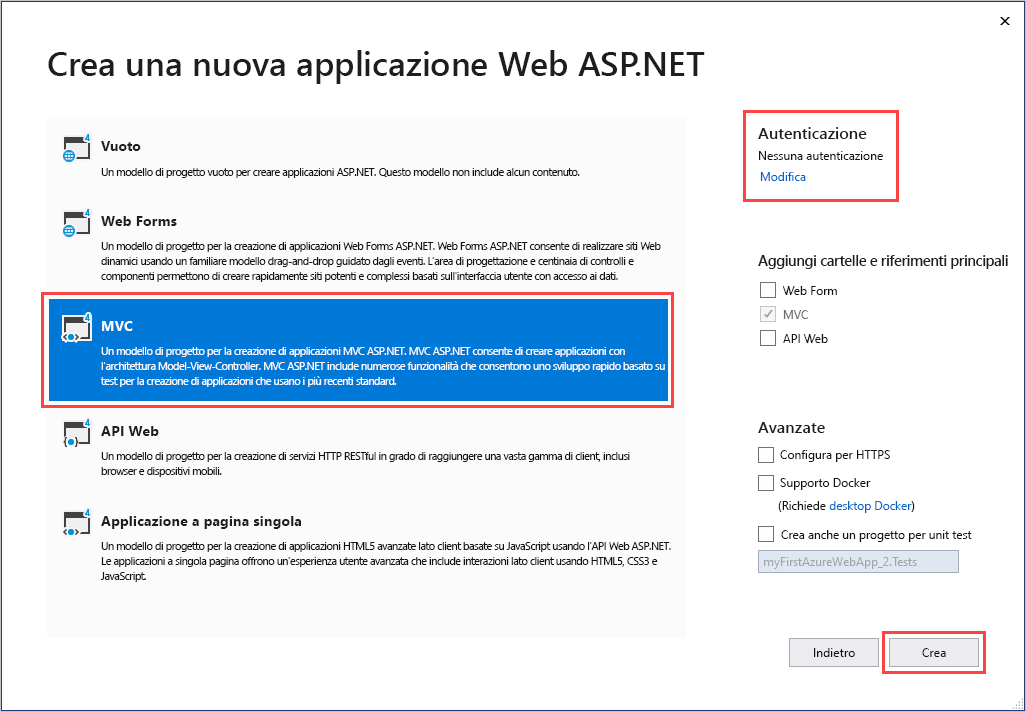 Crea una nuova applicazione Web ASP.NET
4
Vuoto
Un modello di progetto vuoto per creare applicazioni ASP.NET. Questo modello non include alcun contenuto.
4
Web Forms
Un modello di progetto per la creazione di applicazioni Web Forms ASP.NET. Web Forms ASP.NET consente di realizzare siti Web
dinamici usando un familiare modello drag-and-drop guidato dagli eventi. L'area di progettazione e centinaia di controlli e
componenti permettono di creare rapidamente siti potenti e complessi basati sull'interfaccia utente con accesso ai dati.
4
MVC
Un modello di progetto per la creazione di applicazioni MVC ASP.NET. MVC ASP.NET consente di creare applicazioni con
l'architettura Model-View-Controller. MVC ASP.NET include numerose funzionalità che consentono uno sviluppo rapido basato su
test per la creazione di applicazioni che usano i più recenti standard.
4
API Web
Un modello di progetto per la creazione di servizi HTTP RESTful in grado di raggiungere una vasta gamma di client, inclusi
browser e dispositivi mobili.
4
Applicazione a pagina singola
Un modello di progetto per la creazione di applicazioni HTML5 avanzate lato client basate su JavaScript usando l'API Web ASP.NET.
Le applicazioni a singola pagina offrono un'esperienza utente avanzata che include interazioni lato client usando HTML5, CSS3 e
JavaScript.
Autenticazione
Nessuna autenticazione
Modifica
Aggiungi cartelle e riferimenti principali
Web Form
MVC
API Web
Avanzate
Configura per HTTPS
Supporto Docker
(Richiede desktop Docker)
Crea anche un progetto per unit test
myFirstAzureWebApp_2.Tests
Indietro
Crea